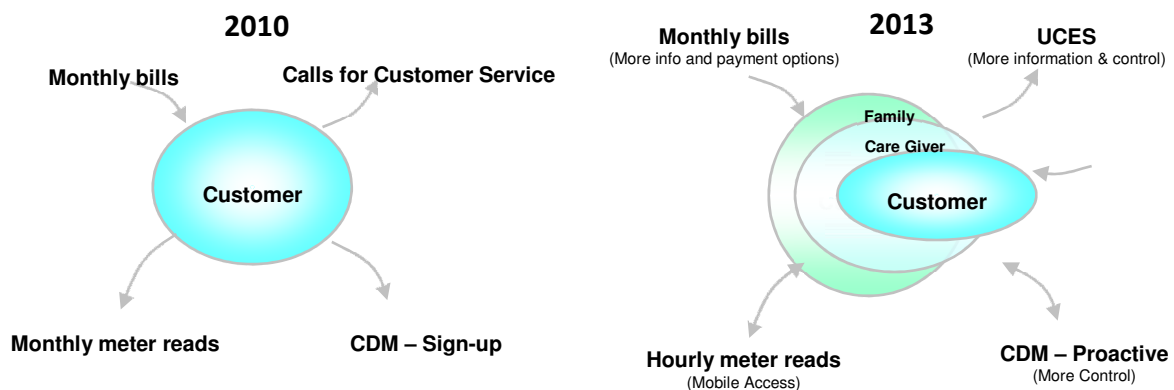 2010
Monthly bills
Calls for Customer Service
Customer
Monthly meter reads
CDM – Sign-up
2013
Monthly bills
(More info and payment options)
UCES
(More information & control)
Family
Care Giver
Customer
Hourly meter reads
(Mobile Access)
CDM – Proactive
(More Control)